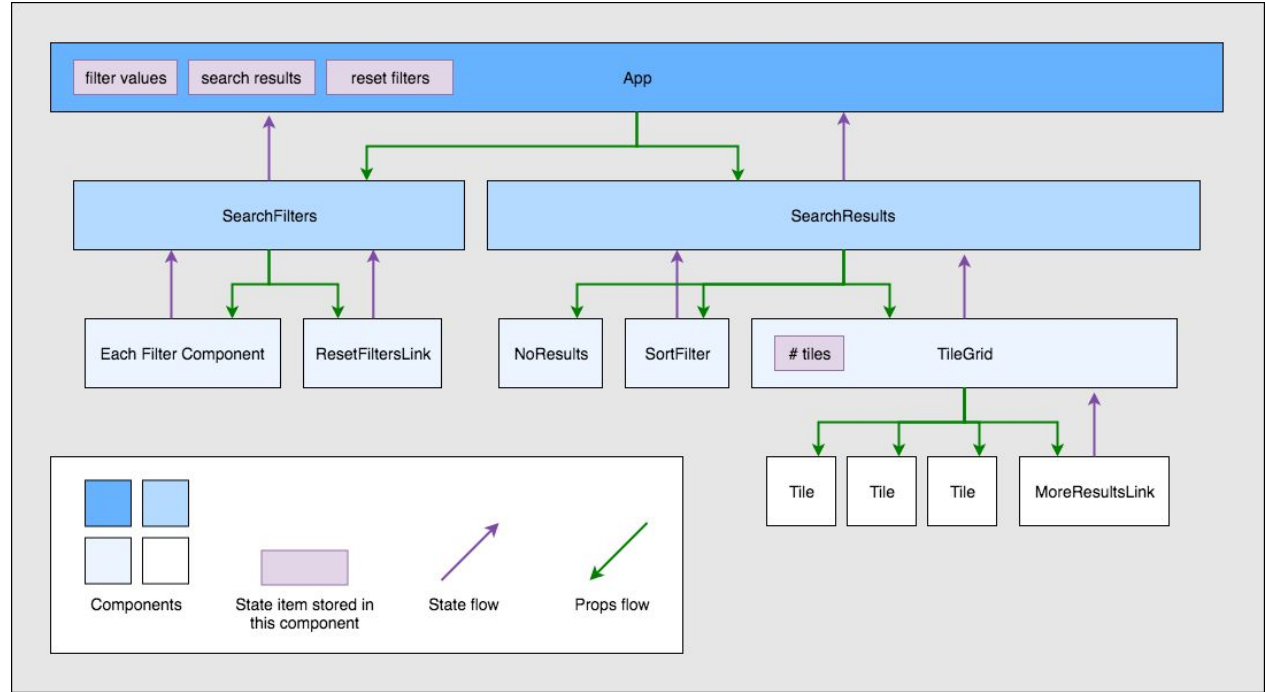 filter values
search results
reset filters
App
SearchFilters
SearchResults
Each Filter Component
ResetFiltersLink
NoResults
SortFilter
# tiles
TileGrid
Tile
Tile
Tile
MoreResultsLink
Components
State item stored in
this component
State flow
Props flow